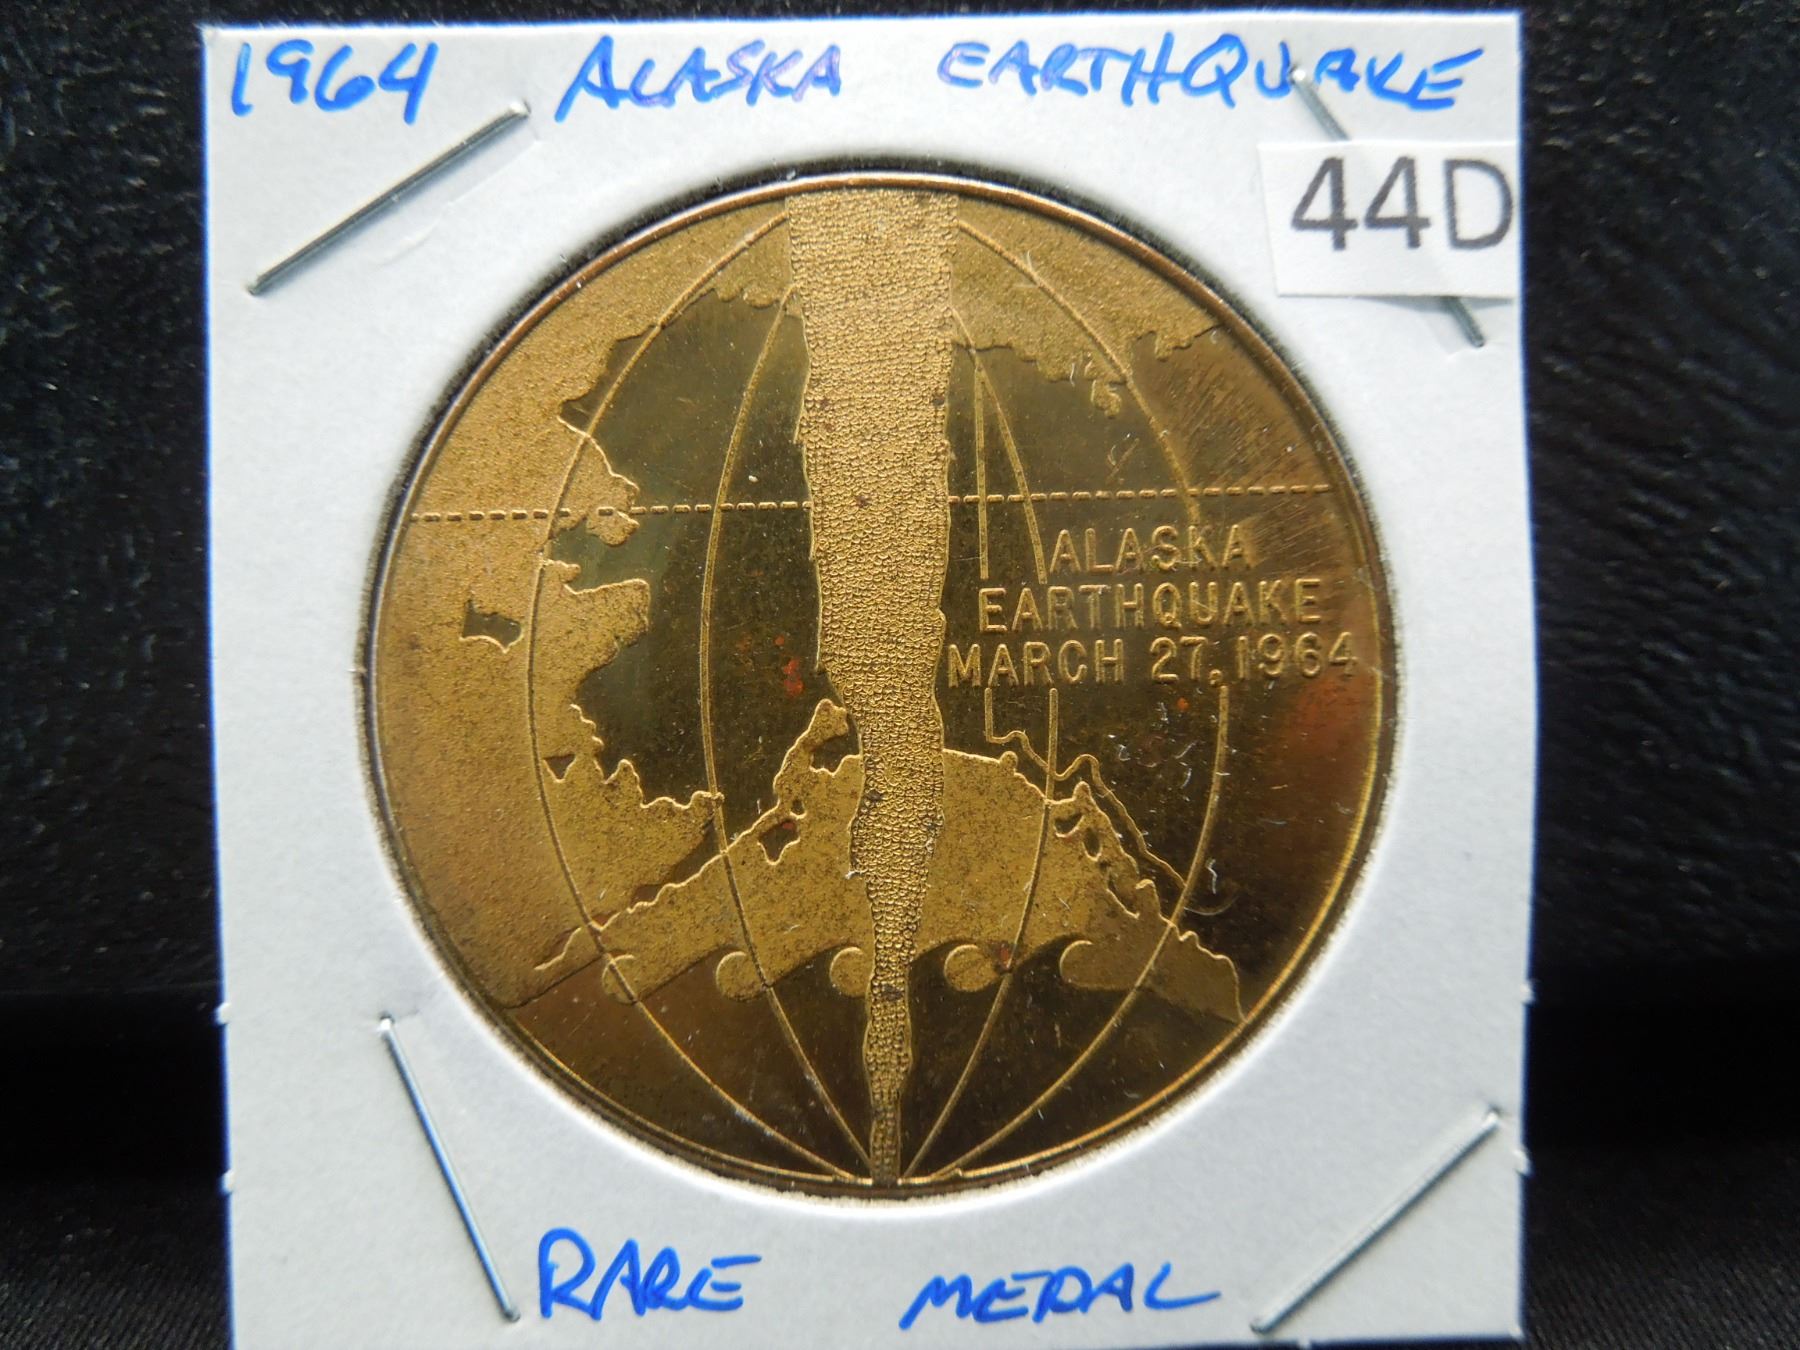 1964 ALASKA EARTHQUAKE
44D
ALASKA
EARTHQUAKE
MARCH 27, 1964
RARE MEDAL